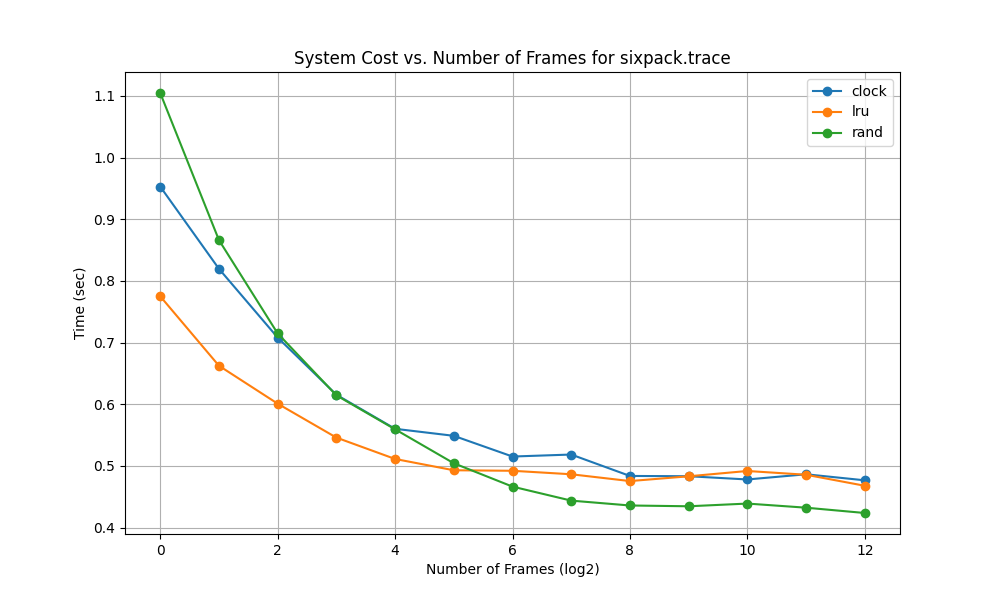 System Cost vs. Number of Frames for sixpack.trace
clock
lru
rand
Time (sec)
1.1
1.0
0.9
0.8
0.7
0.6
0.5
0.4
0 2 4 6 8 10 12
Number of Frames (log2)